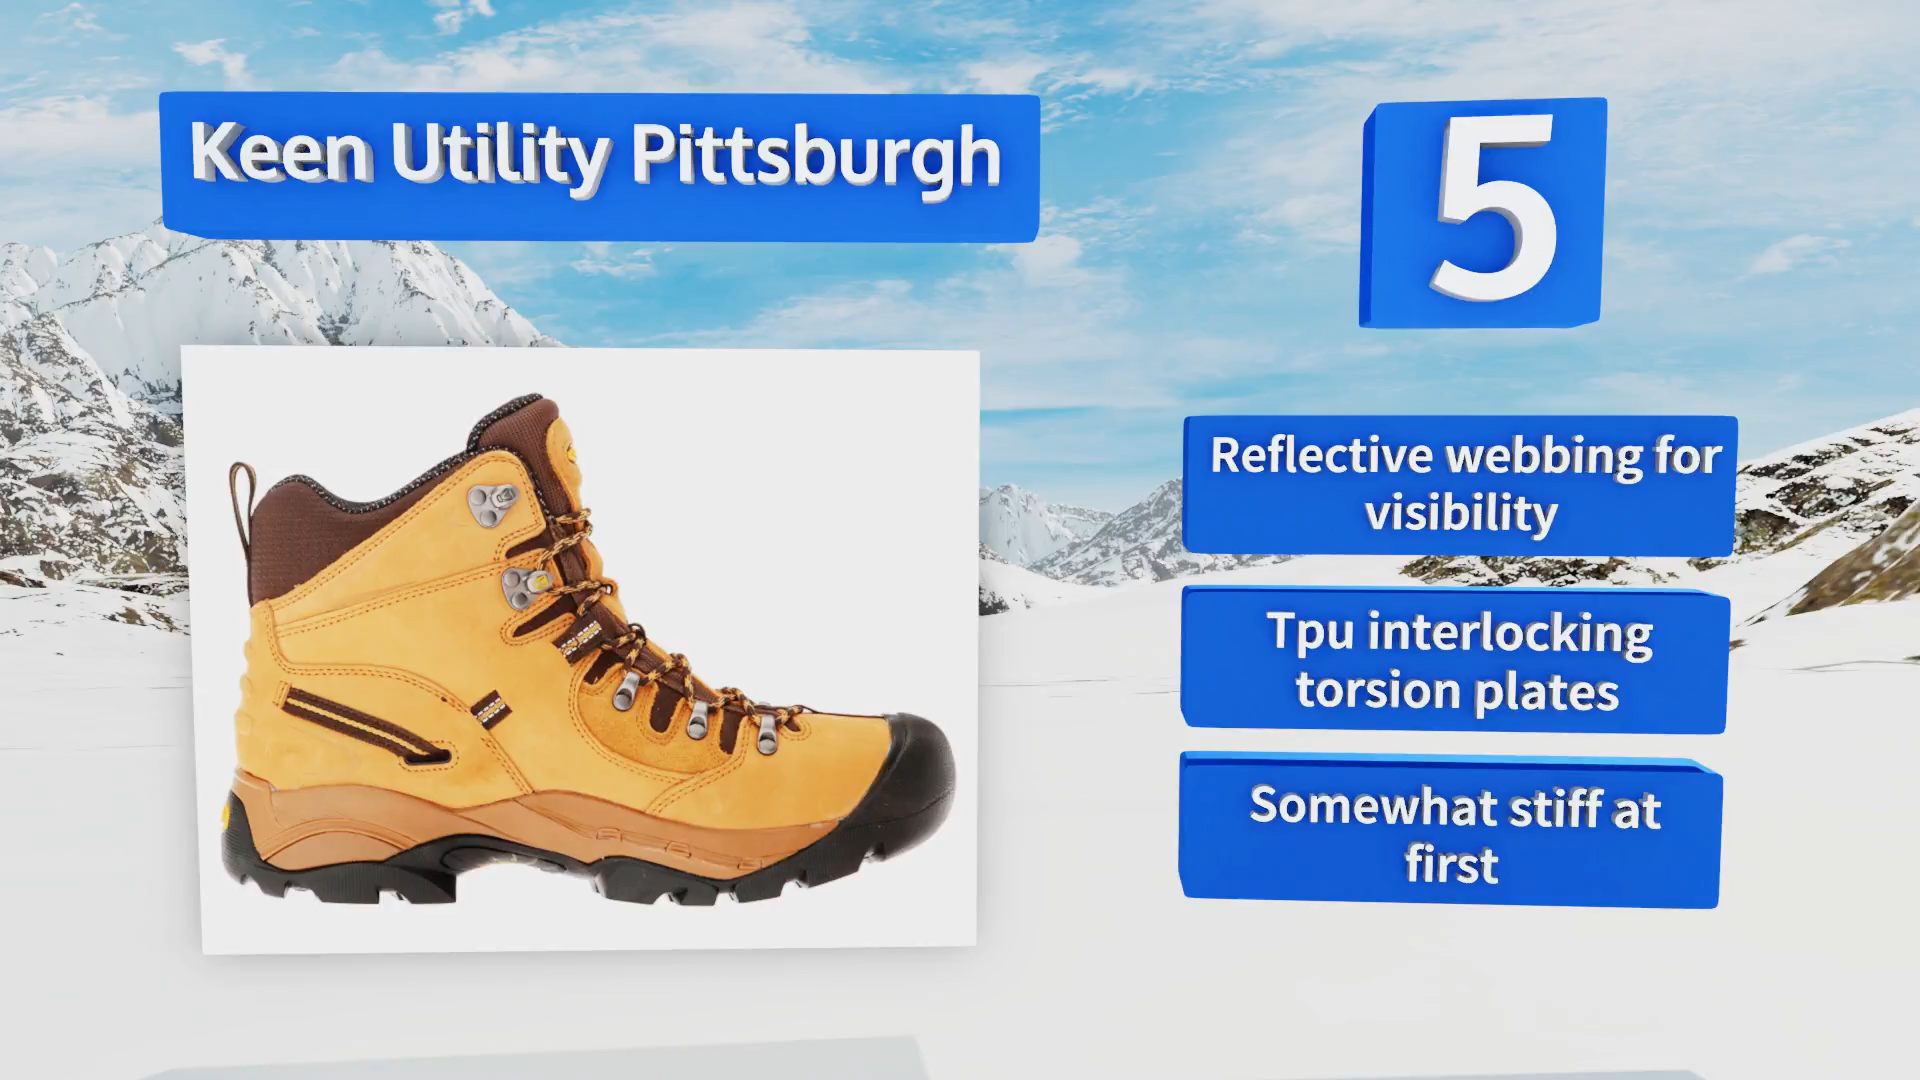 Keen Utility Pittsburgh
5
Reflective webbing for
visibility
Tpu interlocking
torsion plates
Somewhat stiff at
first